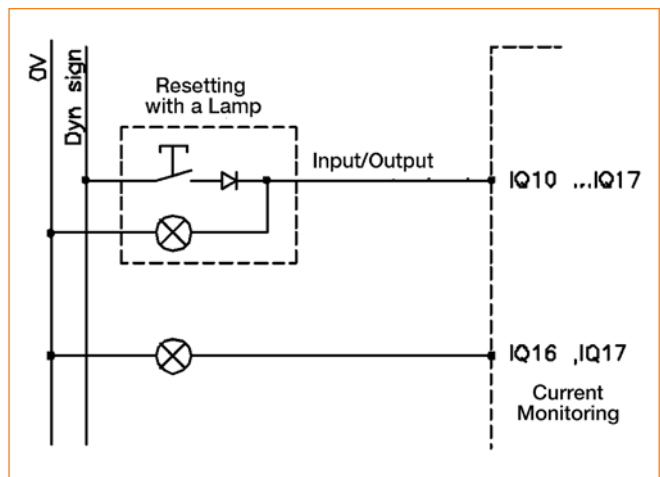 0V
Dyn sign
Resetting
with a Lamp
Input/Output
IQ10 ...IQ17
IQ16 ,IQ17
Current
Monitoring